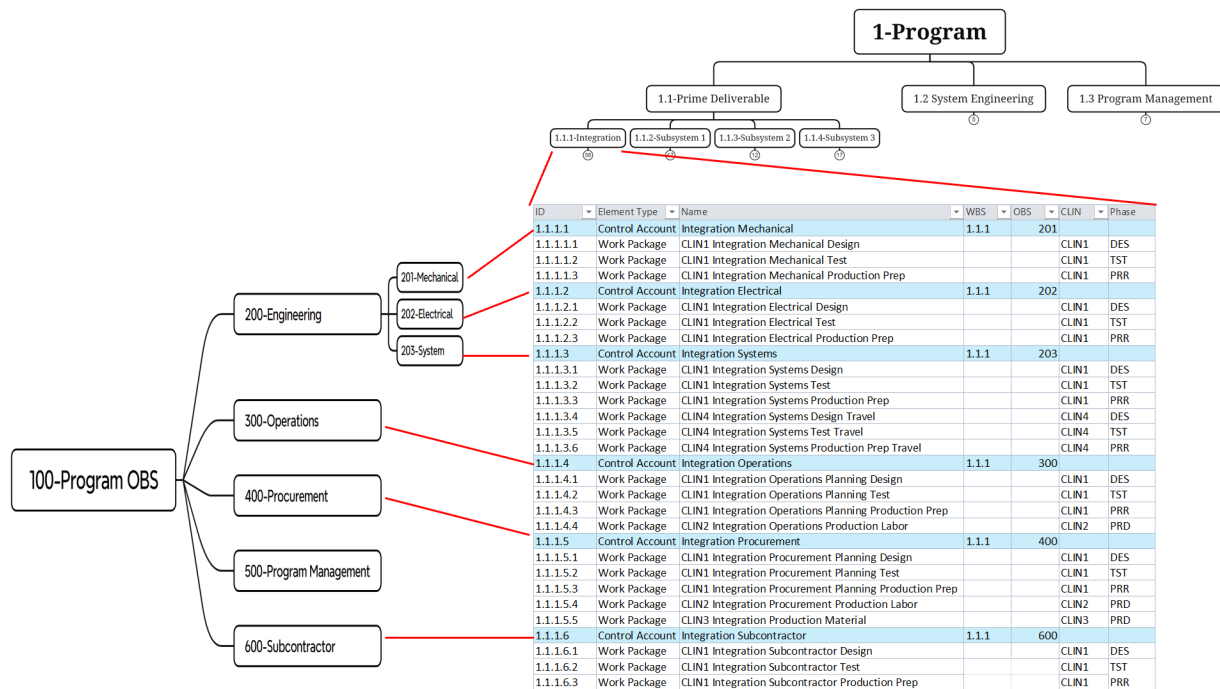 1-Program
1.1-Prime Deliverable
1.2 System Engineering
1.3 Program Management
5
7
1.1.1-Integration
1.1.2-Subsystem 1
1.1.3-Subsystem 2
1.1.4-Subsystem 3
38
12
17
100-Program OBS
200-Engineering
201-Mechanical
202-Electrical
203-System
300-Operations
400-Procurement
500-Program Management
600-Subcontractor
ID Element Type Name WBS OBS CLIN Phase
1.1.1.1 Control Account Integration Mechanical 1.1.1 201
1.1.1.1.1 Work Package CLIN1 Integration Mechanical Design CLIN1 DES
1.1.1.1.2 Work Package CLIN1 Integration Mechanical Test CLIN1 TST
1.1.1.1.3 Work Package CLIN1 Integration Mechanical Production Prep CLIN1 PRR
1.1.1.2 Control Account Integration Electrical 1.1.1 202
1.1.1.2.1 Work Package CLIN1 Integration Electrical Design CLIN1 DES
1.1.1.2.2 Work Package CLIN1 Integration Electrical Test CLIN1 TST
1.1.1.2.3 Work Package CLIN1 Integration Electrical Production Prep CLIN1 PRR
1.1.1.3 Control Account Integration Systems 1.1.1 203
1.1.1.3.1 Work Package CLIN1 Integration Systems Design CLIN1 DES
1.1.1.3.2 Work Package CLIN1 Integration Systems Test CLIN1 TST
1.1.1.3.3 Work Package CLIN1 Integration Systems Production Prep CLIN1 PRR
1.1.1.3.4 Work Package CLIN4 Integration Systems Design Travel CLIN4 DES
1.1.1.3.5 Work Package CLIN4 Integration Systems Test Travel CLIN4 TST
1.1.1.3.6 Work Package CLIN4 Integration Systems Production Prep Travel CLIN4 PRR
1.1.1.4 Control Account Integration Operations 1.1.1 300
1.1.1.4.1 Work Package CLIN1 Integration Operations Planning Design CLIN1 DES
1.1.1.4.2 Work Package CLIN1 Integration Operations Planning Test CLIN1 TST
1.1.1.4.3 Work Package CLIN1 Integration Operations Planning Production Prep CLIN1 PRR
1.1.1.4.4 Work Package CLIN2 Integration Operations Production Labor CLIN2 PRD
1.1.1.5 Control Account Integration Procurement 1.1.1 400
1.1.1.5.1 Work Package CLIN1 Integration Procurement Planning Design CLIN1 DES
1.1.1.5.2 Work Package CLIN1 Integration Procurement Planning Test CLIN1 TST
1.1.1.5.3 Work Package CLIN1 Integration Procurement Planning Production Prep CLIN1 PRR
1.1.1.5.4 Work Package CLIN2 Integration Procurement Production Labor CLIN2 PRD
1.1.1.5.5 Work Package CLIN3 Integration Production Material CLIN3 PRD
1.1.1.6 Control Account Integration Subcontractor 1.1.1 600
1.1.1.6.1 Work Package CLIN1 Integration Subcontractor Design CLIN1 DES
1.1.1.6.2 Work Package CLIN1 Integration Subcontractor Test CLIN1 TST
1.1.1.6.3 Work Package CLIN1 Integration Subcontractor Production Prep CLIN1 PRR